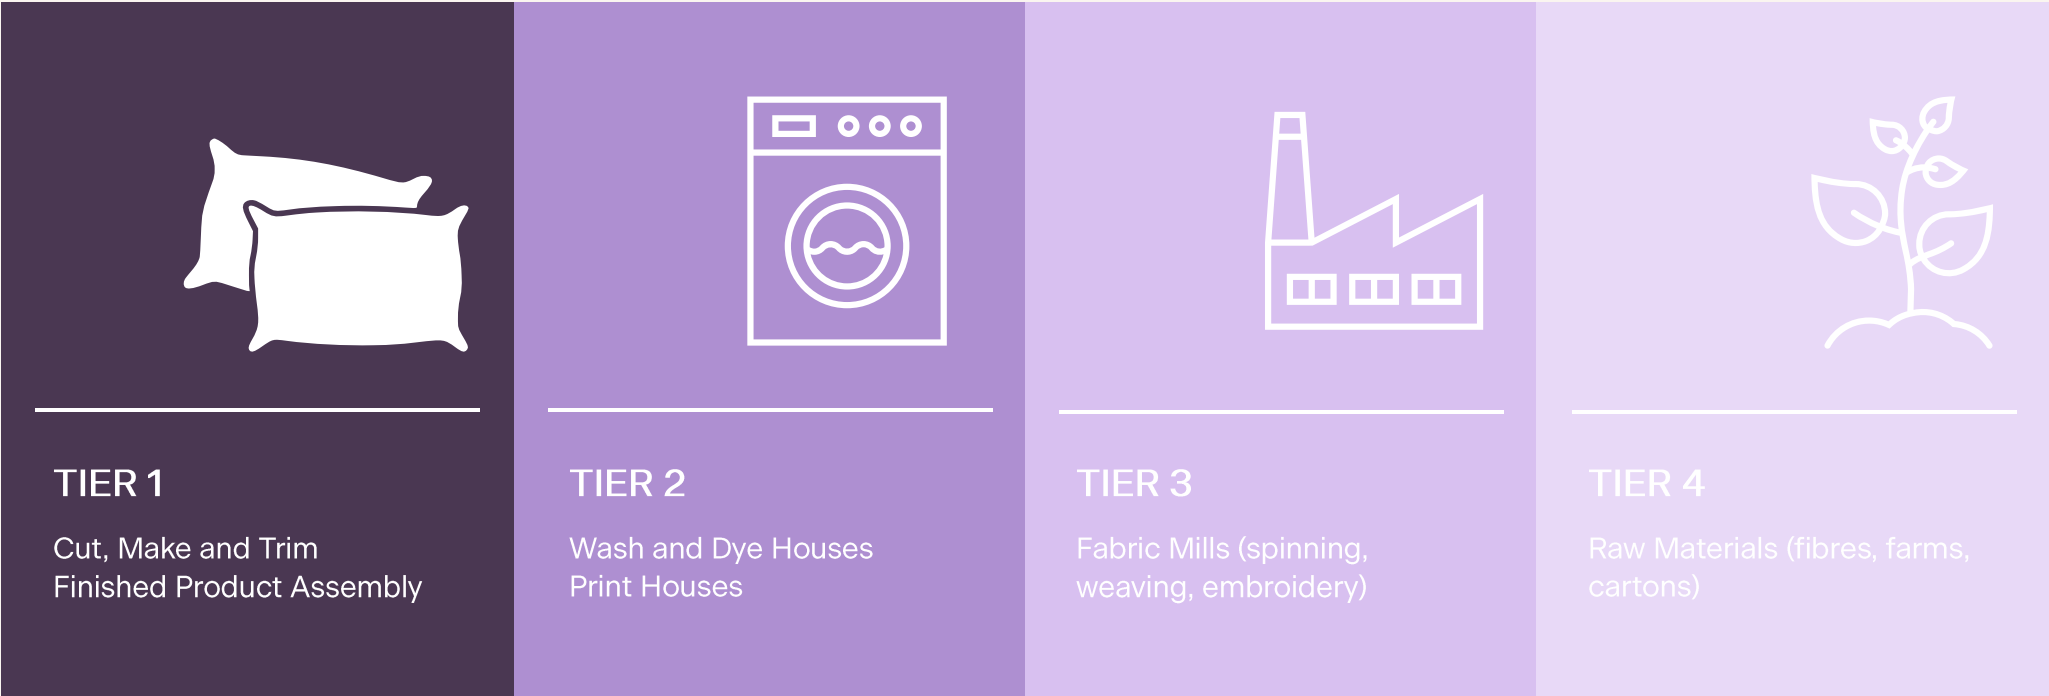 TIER 1
Cut, Make and Trim
Finished Product Assembly
TIER 2
Wash and Dye Houses
Print Houses
TIER 3
Fabric Mills (spinning,
weaving, embroidery)
TIER 4
Raw Materials (fibres, farms,
cartons)